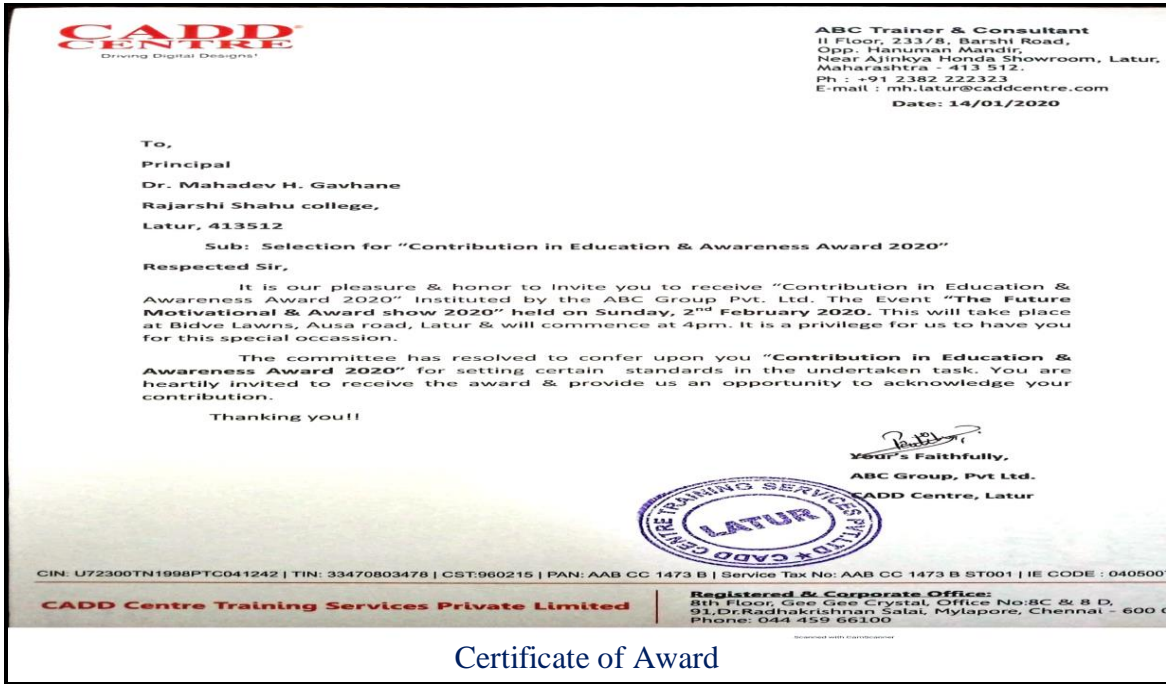 CADD
CENTRE
Driving Digital Designs!
ABC Trainer & Consultant
II Floor, 233/8, Barshi Road,
Opp. Hanuman Mandir,
Near Ajinkya Honda Showroom, Latur,
Maharashtra - 413 512.
Ph : +91 2382 222323
E-mail : mh.latur@caddcentre.com
Date: 14/01/2020
To,
Principal
Dr. Mahadev H. Gavhane
Rajarshi Shahu college,
Latur, 413512
Sub: Selection for "Contribution in Education & Awareness Award 2020"
Respected Sir,
It is our pleasure & honor to Invite you to receive "Contribution in Education &
Awareness Award 2020" Instituted by the ABC Group Pvt. Ltd. The Event "The Future
Motivational & Award show 2020" held on Sunday, 2nd February 2020. This will take place
at Bidve Lawns, Ausa road, Latur & will commence at 4pm. It is a privilege for us to have you
for this special occassion.
The committee has resolved to confer upon you "Contribution in Education &
Awareness Award 2020" for setting certain standards in the undertaken task. You are
heartily invited to receive the award & provide us an opportunity to acknowledge your
contribution.
Thanking you!!
Your's Faithfully,
ABC Group, Pvt Ltd.
CADD Centre, Latur
CADD CENTRE TRAINING SERVICES PVT LTD
LATUR
CIN: U72300TN1998PTC041242 | TIN: 33470803478 | CST:960215 | PAN: AAB CC 1473 B | Service Tax No: AAB CC 1473 B ST001 | IE CODE : 040500
CADD Centre Training Services Private Limited
Registered & Corporate Office:
8th Floor, Gee Gee Crystal, Office No:8C & 8 D,
91,Dr.Radhakrishnan Salai, Mylapore, Chennai - 600
Phone: 044 459 66100
Scanned with CamScanner
Certificate of Award